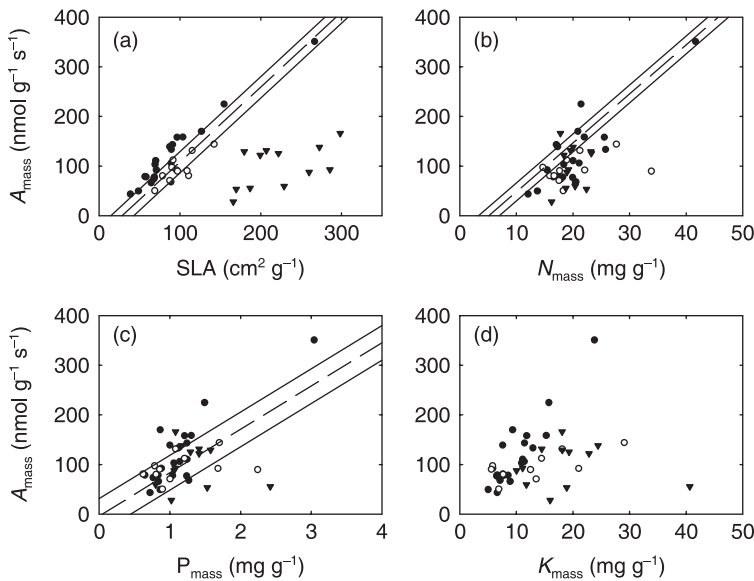 (a)
400
300
200
100
0
0 100 200 300
A_mass (nmol g⁻¹ s⁻¹)
SLA (cm² g⁻¹)
(b)
400
300
200
100
0
0 10 20 30 40 50
N_mass (mg g⁻¹)
(c)
400
300
200
100
0
0 1 2 3 4
A_mass (nmol g⁻¹ s⁻¹)
P_mass (mg g⁻¹)
(d)
400
300
200
100
0
0 10 20 30 40 50
K_mass (mg g⁻¹)